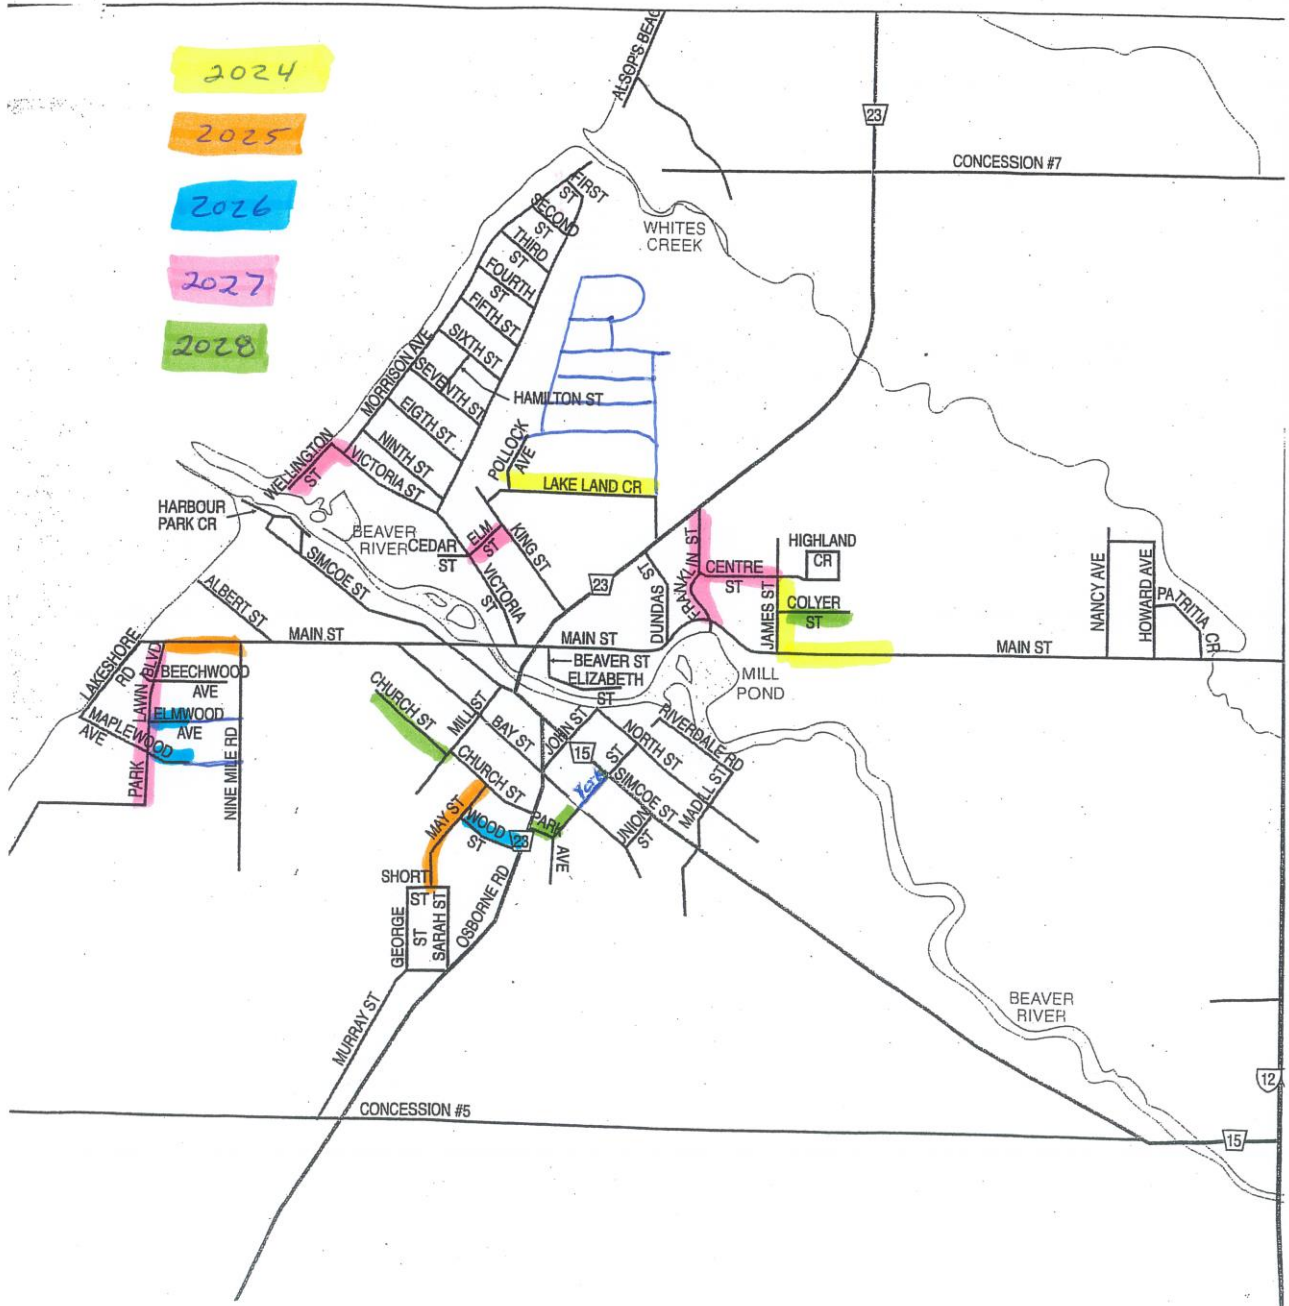 2024
2025
2026
2027
2028
ALSOP'S BEAC
23
CONCESSION #7
WHITES
CREEK
FIRST
ST
SECOND
ST
THIRD
ST
FOURTH
ST
FIFTH ST
SIXTH ST
SEVENTH ST
HAMILTON ST
EIGTH ST
NINTH ST
MORRISON AVE
VICTORIA ST
WELLINGTON
ST
POLLOCK
AVE
LAKE LAND CR
HARBOUR
PARK CR
BEAVER
RIVER
CEDAR
ST
ELM
ST
KING ST
VICTORIA
ST
23
SIMCOE ST
ALBERT ST
DUNDAS
ST
FRANKLIN ST
CENTRE
ST
HIGHLAND
CR
JAMES ST
COLYER
ST
NANCY AVE
HOWARD AVE
PATRITIA CR
MAIN ST
MAIN ST
MAIN ST
LAKESHORE
RD
PARK LAWN BLVD
BEECHWOOD
AVE
ELMWOOD
AVE
MAPLEWOOD
AVE
NINE MILE RD
BEAVER ST
ELIZABETH
ST
MILL
POND
CHURCH ST
MILL ST
BAY ST
JOHN ST
15
NORTH ST
RIVERDALE RD
CHURCH ST
York
ST
SIMCOE ST
MADILL ST
UNION
ST
MAY ST
WOOD
ST
23
PARK
AVE
SHORT
ST
GEORGE
ST
SARAH ST
OSBORNE RD
MURRAY ST
BEAVER
RIVER
12
CONCESSION #5
15